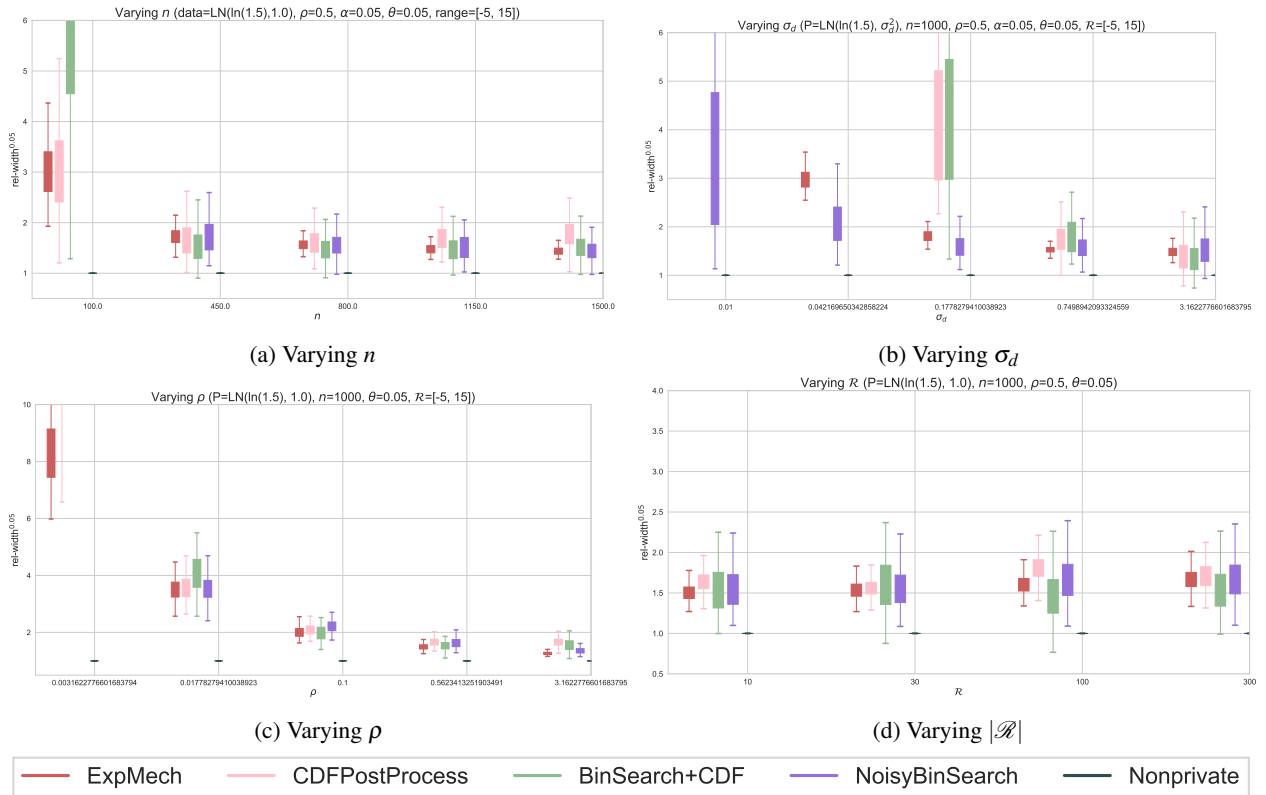 Varying n (data=LN(ln(1.5),1.0), ρ=0.5, α=0.05, θ=0.05, range=[-5, 15])
6
5
4
3
2
1
rel-width^0.05
100.0 450.0 800.0 1150.0 1500.0
n
(a) Varying n
Varying σ_d (P=LN(ln(1.5), σ_d^2), n=1000, ρ=0.5, α=0.05, θ=0.05, ℛ=[-5, 15])
6
5
4
3
2
1
rel-width^0.05
0.01 0.042169650342858224 0.1778279410038923 0.7498942093324559 3.1622776601683795
σ_d
(b) Varying σ_d
Varying ρ (P=LN(ln(1.5), 1.0), n=1000, θ=0.05, ℛ=[-5, 15])
10
8
6
4
2
rel-width^0.05
0.0031622776601683794 0.01778279410038923 0.1 0.5623413251903491 3.1622776601683795
ρ
(c) Varying ρ
Varying ℛ (P=LN(ln(1.5), 1.0), n=1000, ρ=0.5, θ=0.05)
4.0
3.5
3.0
2.5
2.0
1.5
1.0
0.5
rel-width^0.05
10 30 100 300
ℛ
(d) Varying |ℛ|
ExpMech CDFPostProcess BinSearch+CDF NoisyBinSearch Nonprivate